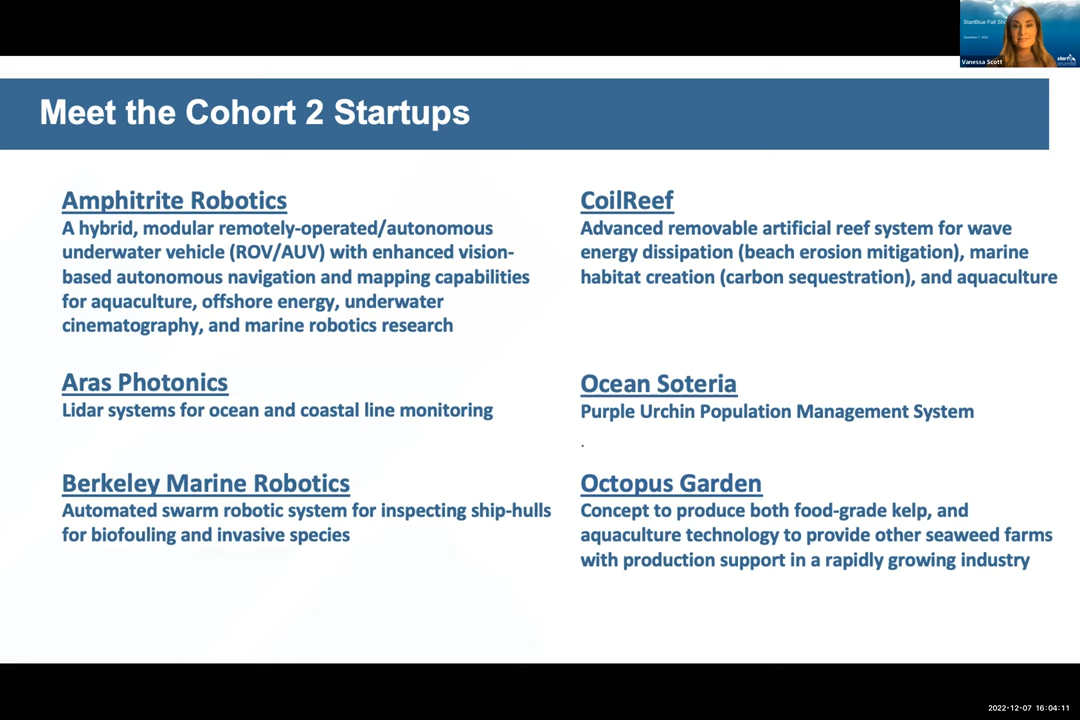 StartBlue Fall Sh
December 7, 2022
Vanessa Scott
Meet the Cohort 2 Startups
Amphitrite Robotics
A hybrid, modular remotely-operated/autonomous
underwater vehicle (ROV/AUV) with enhanced vision-
based autonomous navigation and mapping capabilities
for aquaculture, offshore energy, underwater
cinematography, and marine robotics research
Aras Photonics
Lidar systems for ocean and coastal line monitoring
Berkeley Marine Robotics
Automated swarm robotic system for inspecting ship-hulls
for biofouling and invasive species
CoilReef
Advanced removable artificial reef system for wave
energy dissipation (beach erosion mitigation), marine
habitat creation (carbon sequestration), and aquaculture
Ocean Soteria
Purple Urchin Population Management System
.
Octopus Garden
Concept to produce both food-grade kelp, and
aquaculture technology to provide other seaweed farms
with production support in a rapidly growing industry
2022-12-07 16:04:11